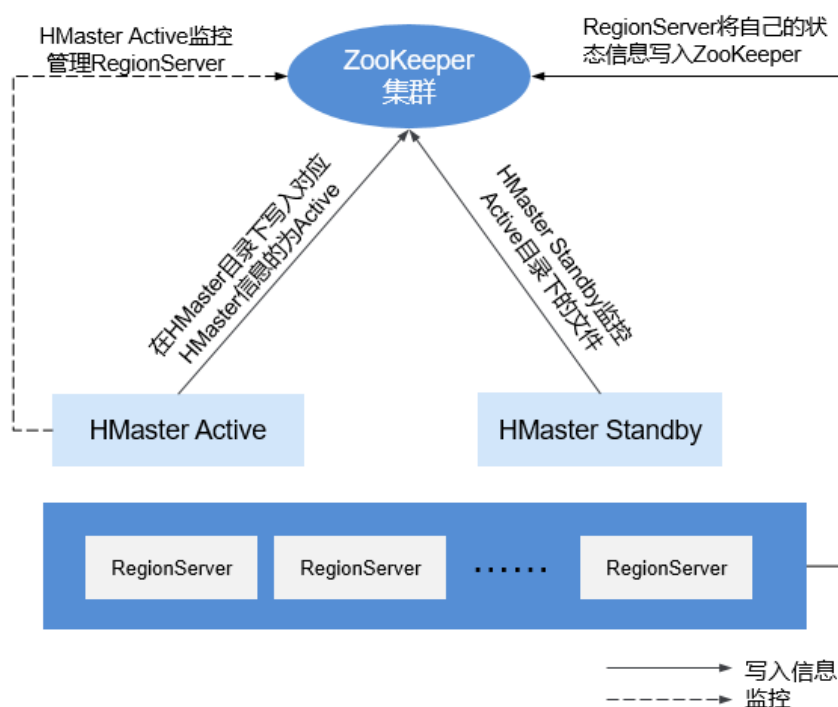 HMaster Active监控
管理RegionServer
RegionServer将自己的状
态信息写入ZooKeeper
ZooKeeper
集群
在HMaster目录下写入对应
HMaster信息的为Active
HMaster Standby监控
Active目录下的文件
HMaster Active
HMaster Standby
RegionServer
RegionServer
······
RegionServer
写入信息
监控